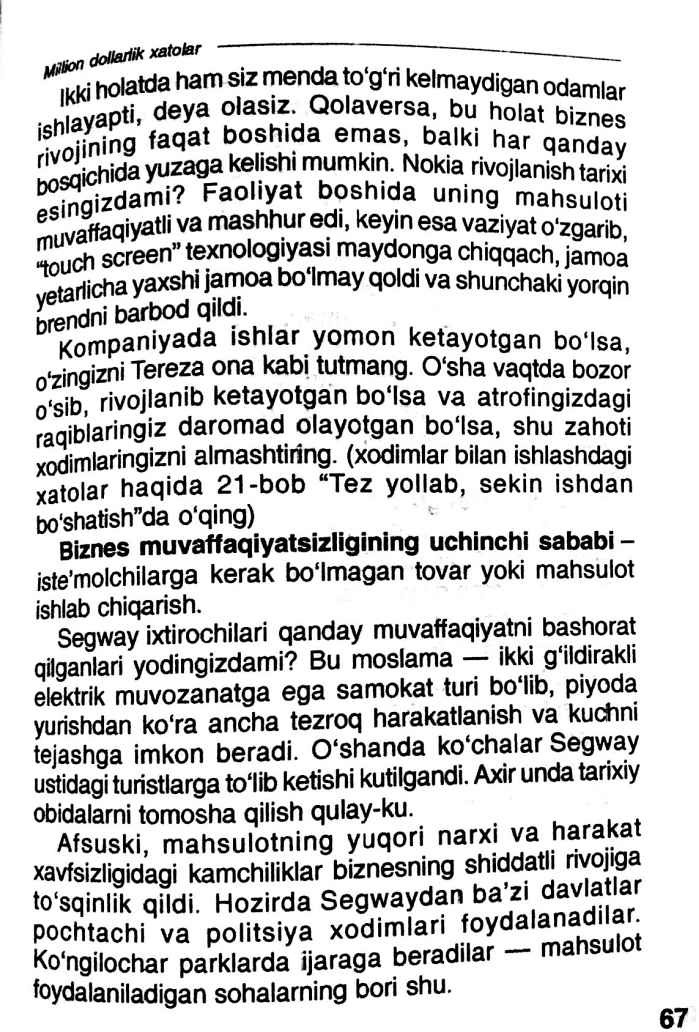 Million dollarlik xatolar
Ikki holatda ham siz menda to‘g‘ri kelmaydigan odamlar
ishlayapti, deya olasiz. Qolaversa, bu holat biznes
rivojining faqat boshida emas, balki har qanday
bosqichida yuzaga kelishi mumkin. Nokia rivojlanish tarixi
esingizdami? Faoliyat boshida uning mahsuloti
muvaffaqiyatli va mashhur edi, keyin esa vaziyat o‘zgarib,
“touch screen” texnologiyasi maydonga chiqqach, jamoa
yetarlicha yaxshi jamoa bo‘lmay qoldi va shunchaki yorqin
brendni barbod qildi.
Kompaniyada ishlar yomon ketayotgan bo‘lsa,
o‘zingizni Tereza ona kabi tutmang. O‘sha vaqtda bozor
o‘sib, rivojlanib ketayotgan bo‘lsa va atrofingizdagi
raqiblaringiz daromad olayotgan bo‘lsa, shu zahoti
xodimlaringizni almashtiring. (xodimlar bilan ishlashdagi
xatolar haqida 21-bob “Tez yollab, sekin ishdan
bo‘shatish”da o‘qing)
Biznes muvaffaqiyatsizligining uchinchi sababi –
iste’molchilarga kerak bo‘lmagan tovar yoki mahsulot
ishlab chiqarish.
Segway ixtirochilari qanday muvaffaqiyatni bashorat
qilganlari yodingizdami? Bu moslama — ikki g‘ildirakli
elektrik muvozanatga ega samokat turi bo‘lib, piyoda
yurishdan ko‘ra ancha tezroq harakatlanish va kuchni
tejashga imkon beradi. O‘shanda ko‘chalar Segway
ustidagi turistlarga to‘lib ketishi kutilgandi. Axir unda tarixiy
obidalarni tomosha qilish qulay-ku.
Afsuski, mahsulotning yuqori narxi va harakat
xavfsizligidagi kamchiliklar biznesning shiddatli rivojiga
to‘sqinlik qildi. Hozirda Segwaydan ba’zi davlatlar
pochtachi va politsiya xodimlari foydalanadilar.
Ko‘ngilochar parklarda ijaraga beradilar — mahsulot
foydalaniladigan sohalarning bori shu.
67